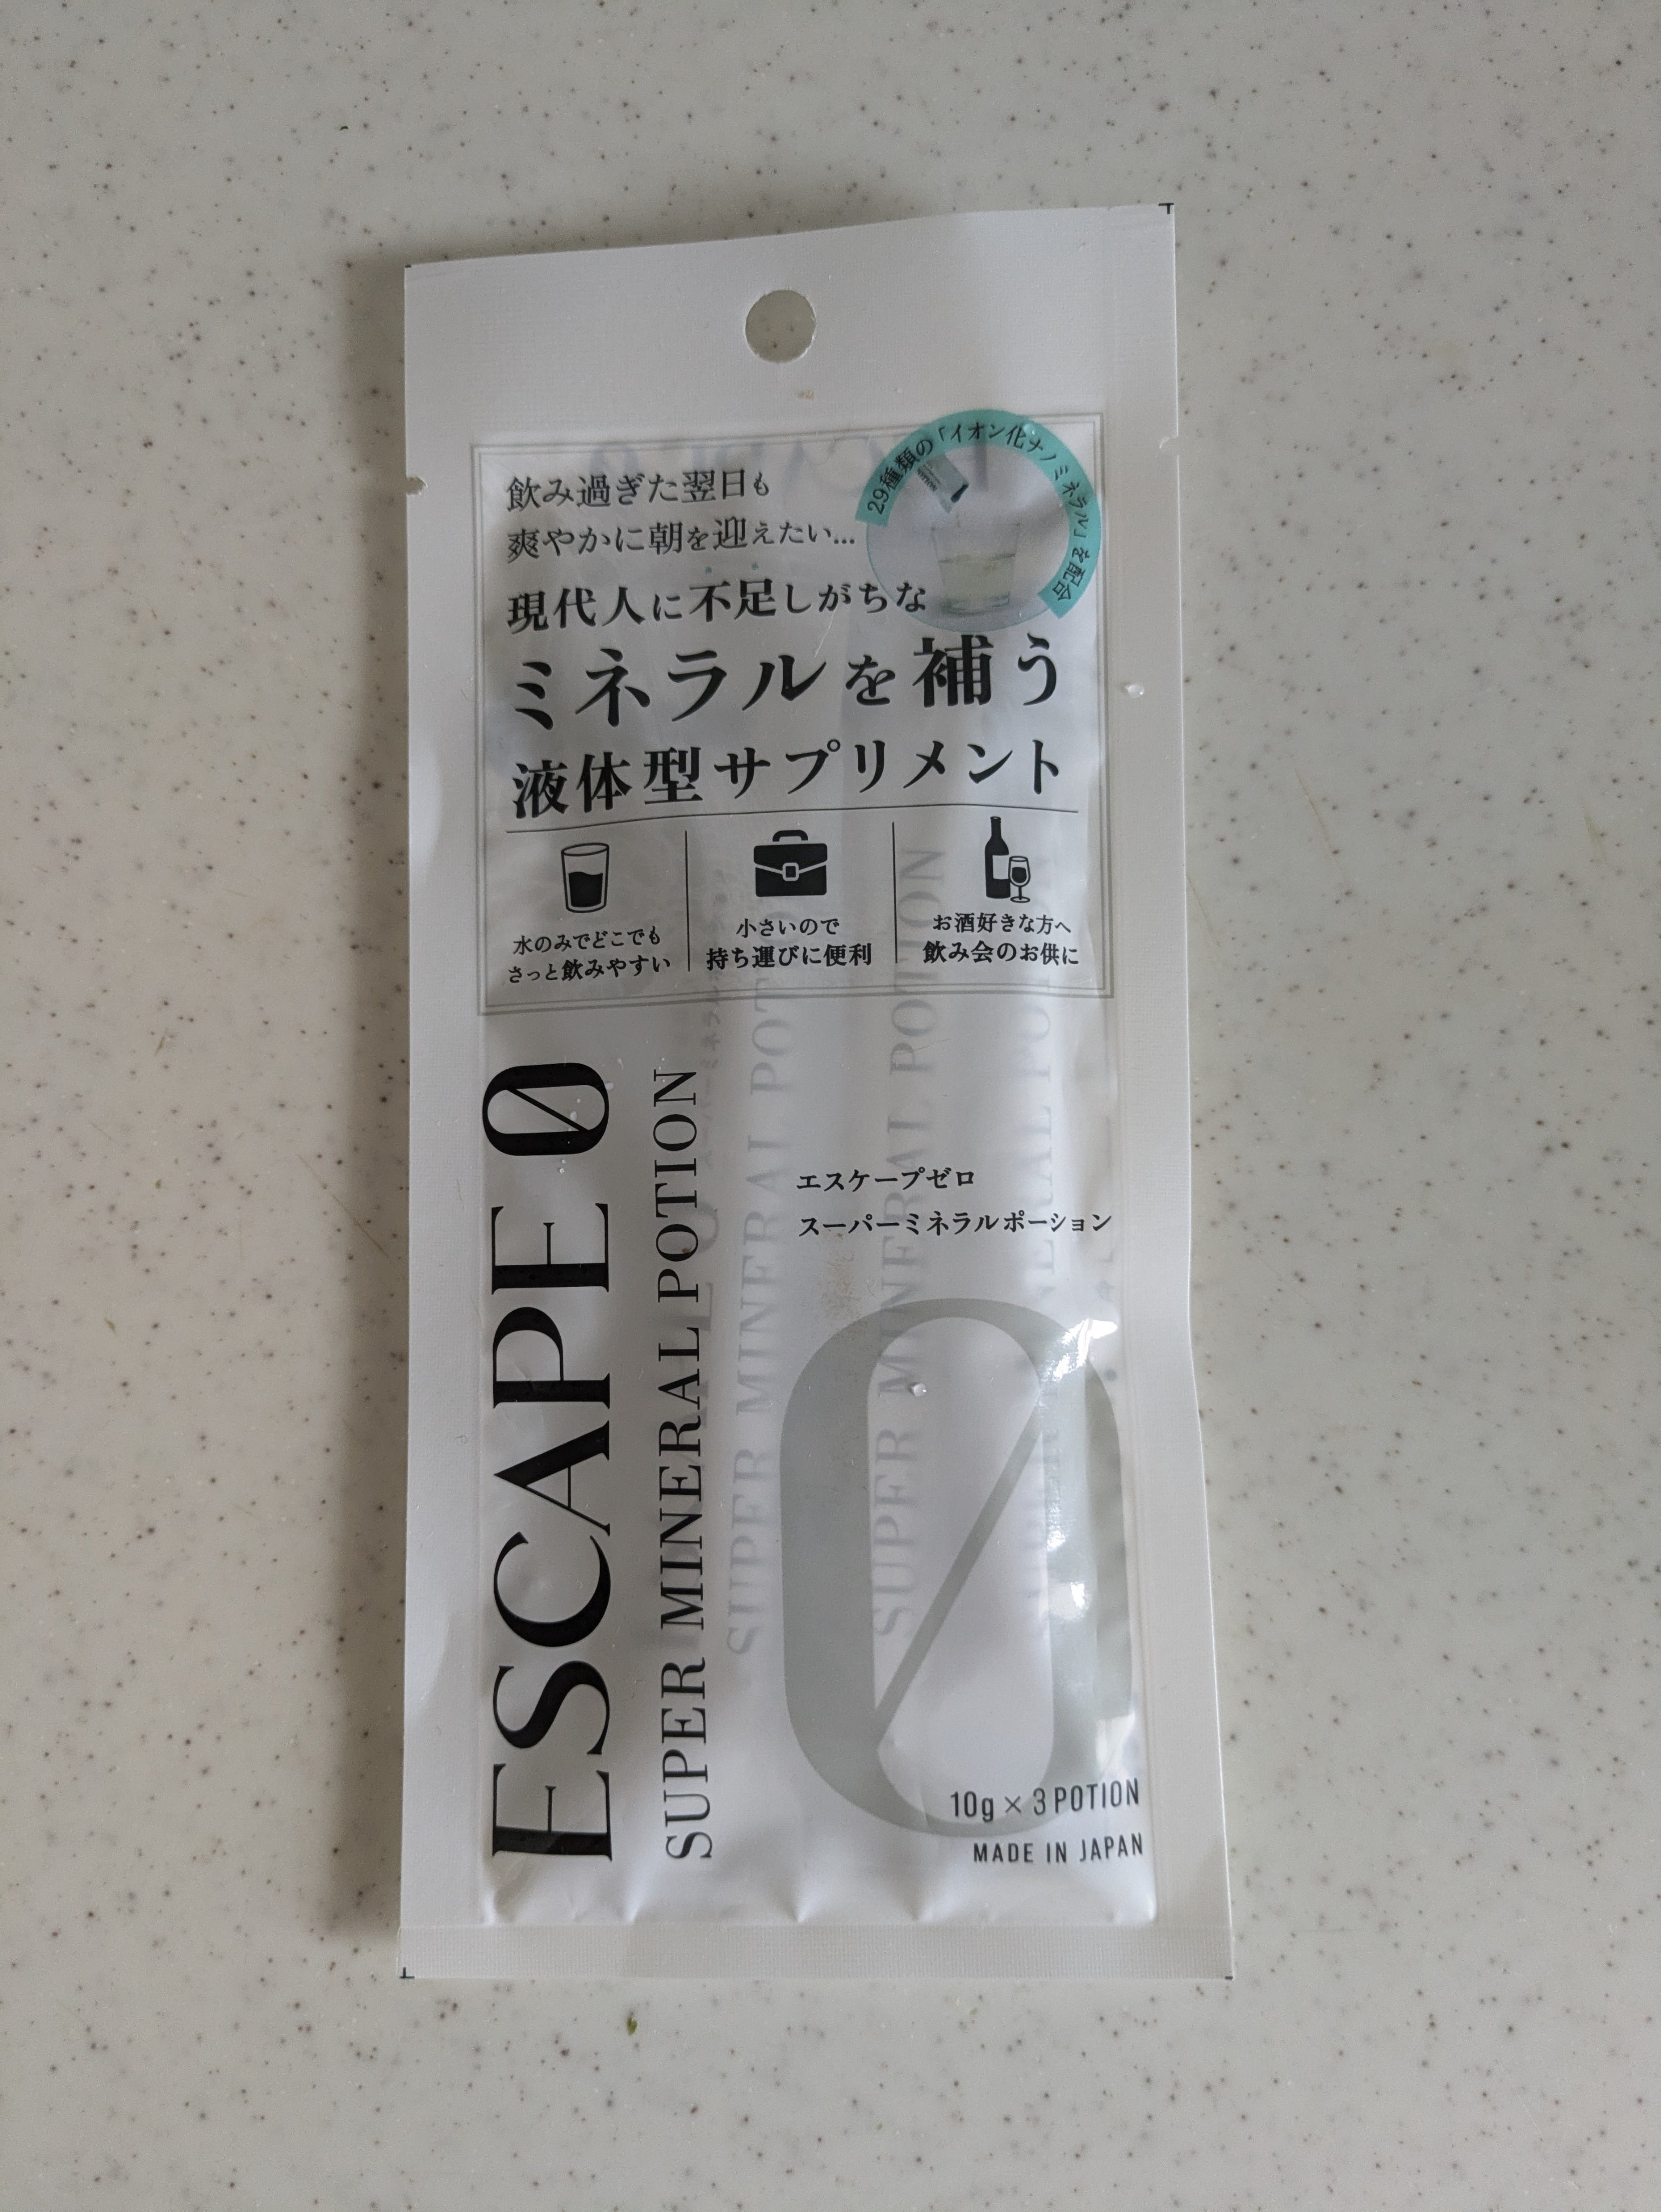 29種類の「イオン化ナノミネラル」を配合
飲み過ぎた翌日も
爽やかに朝を迎えたい...
現代人に不足しがちな
ミネラルを補う
液体型サプリメント
水のみでどこでも
さっと飲みやすい
小さいので
持ち運びに便利
お酒好きな方へ
飲み会のお供に
ESCAPE 0
SUPER MINERAL POTION
エスケープゼロ
スーパーミネラルポーション
0
10g × 3 POTION
MADE IN JAPAN
SUPER MINERAL POTION
SUPER MINERAL POTION